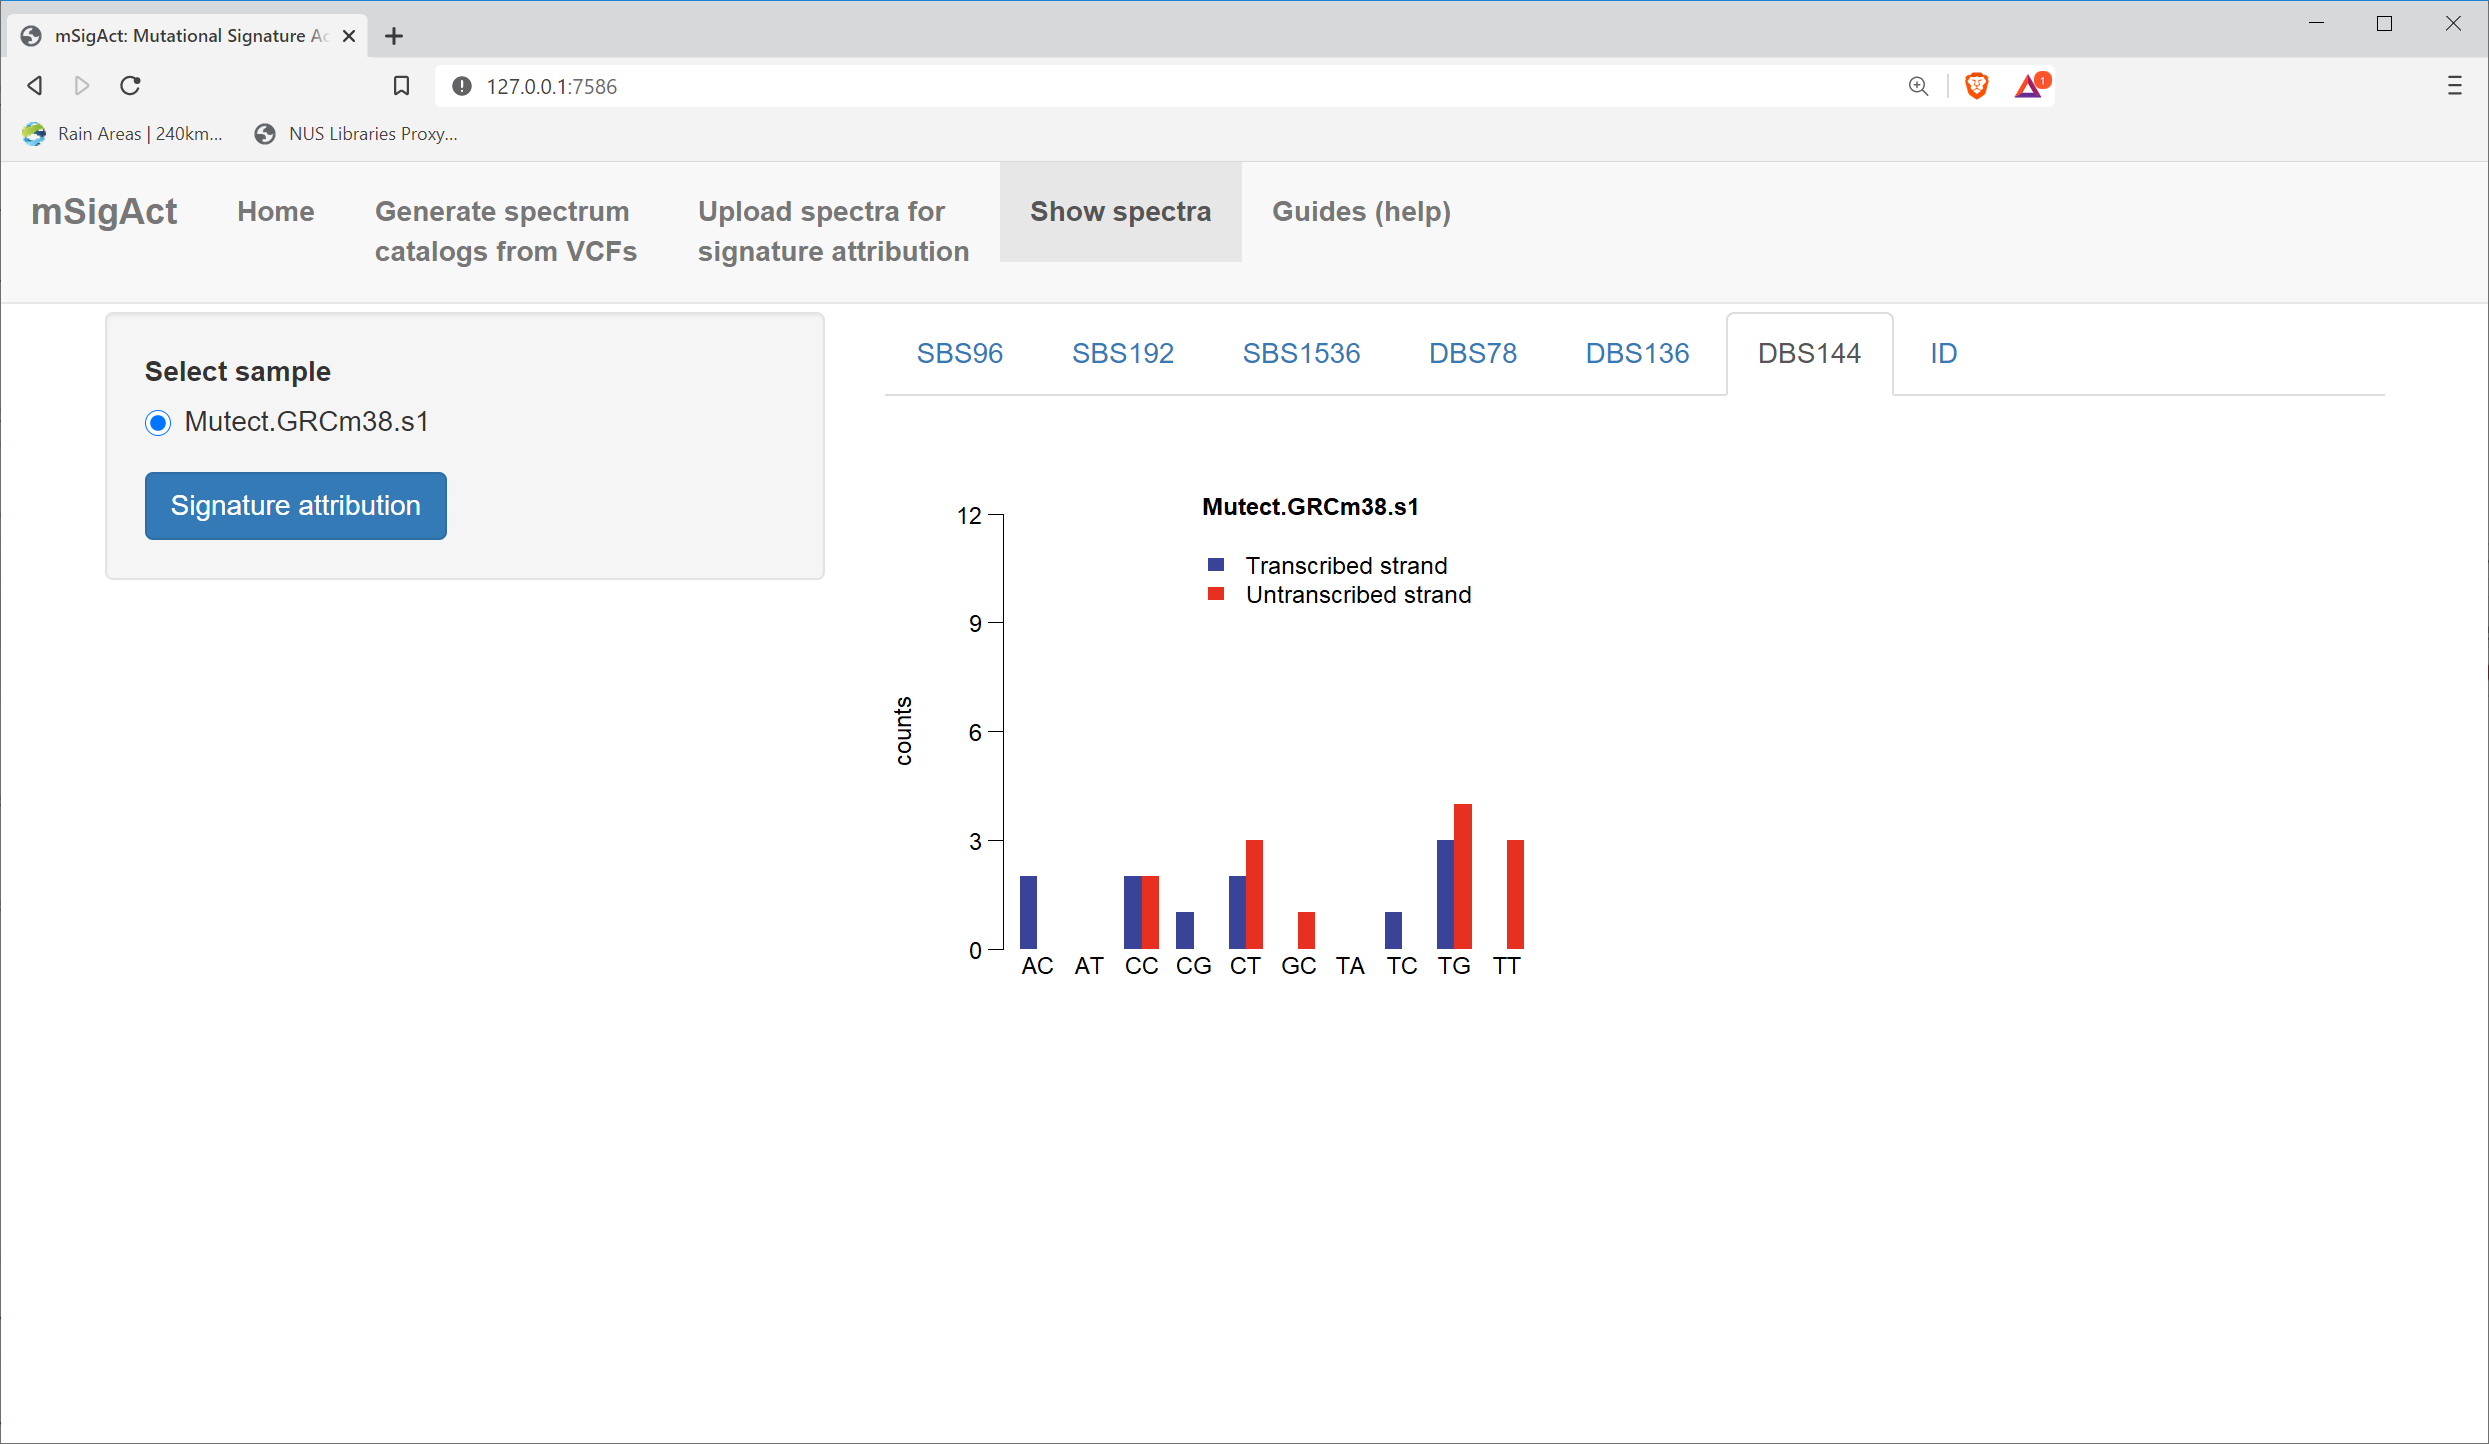 mSigAct: Mutational Signature Ac
127.0.0.1:7586
1
Rain Areas | 240km...
NUS Libraries Proxy...
mSigAct
Home
Generate spectrum
catalogs from VCFs
Upload spectra for
signature attribution
Show spectra
Guides (help)
Select sample
Mutect.GRCm38.s1
Signature attribution
SBS96
SBS192
SBS1536
DBS78
DBS136
DBS144
ID
Mutect.GRCm38.s1
Transcribed strand
Untranscribed strand
counts
12
9
6
3
0
AC AT CC CG CT GC TA TC TG TT